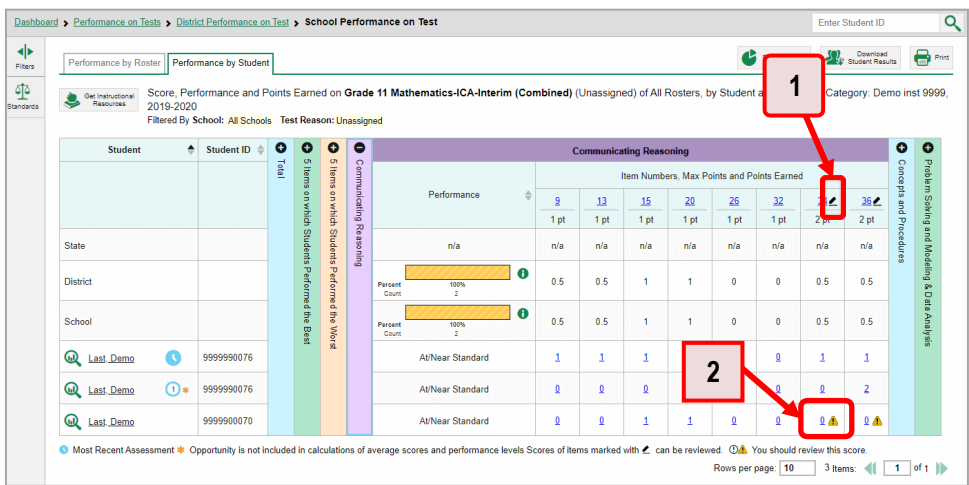 Dashboard > Performance on Tests > District Performance on Test > School Performance on Test
Enter Student ID
Filters
Standards
Performance by Roster
Performance by Student
Download
Student Results
Print
1
Get Instructional
Resources
Score, Performance and Points Earned on Grade 11 Mathematics-ICA-Interim (Combined) (Unassigned) of All Rosters, by Student a Category: Demo inst 9999,
2019-2020
Filtered By School: All Schools Test Reason: Unassigned
Student
Student ID
Total
5 Items on which Students Performed the Best
5 Items on which Students Performed the Worst
Communicating Reasoning
Communicating Reasoning
Concepts and Procedures
Problem Solving and Modeling & Data Analysis
Performance
Item Numbers, Max Points and Points Earned
9 13 15 20 26 32 36
1 pt 1 pt 1 pt 1 pt 1 pt 1 pt 2 pt 2 pt
State n/a n/a n/a n/a n/a n/a n/a n/a n/a
District Percent 100% 0.5 0.5 1 1 0 0 0.5 0.5
Count 2
School Percent 100% 0.5 0.5 1 1 0 0 0.5 0.5
Count 2
Last, Demo 9999990076 At/Near Standard 1 1 1 0 1 1
2
Last, Demo 1 * 9999990076 At/Near Standard 0 0 0 0 0 2
Last, Demo 9999990070 At/Near Standard 0 0 1 1 0 0 0 0
Most Recent Assessment * Opportunity is not included in calculations of average scores and performance levels Scores of items marked with can be reviewed. You should review this score.
Rows per page: 10 3 Items: 1 of 1